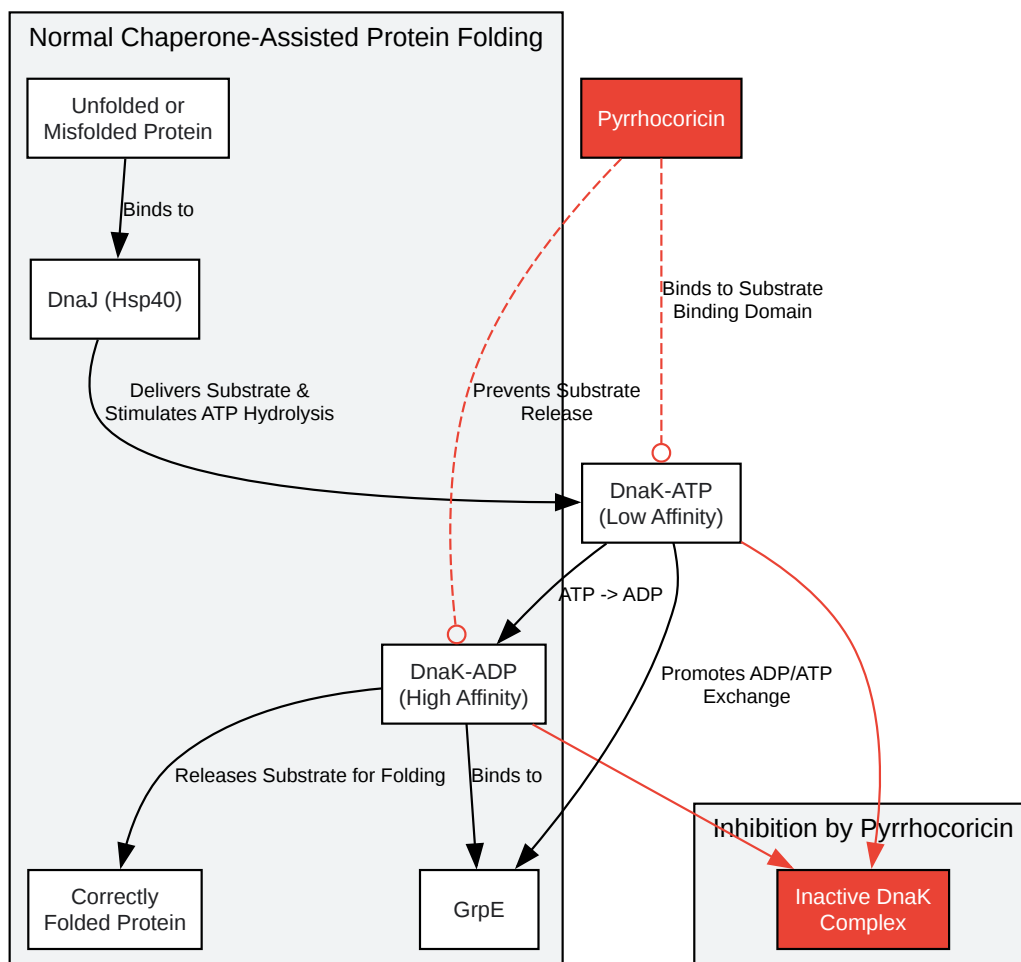 Normal Chaperone-Assisted Protein Folding
Unfolded or
Misfolded Protein
Pyrrhocoricin
Binds to
DnaJ (Hsp40)
Binds to Substrate
Binding Domain
Delivers Substrate &
Stimulates ATP Hydrolysis
Prevents Substrate
Release
DnaK-ATP
(Low Affinity)
ATP -> ADP
DnaK-ADP
(High Affinity)
Promotes ADP/ATP
Exchange
Releases Substrate for Folding
Binds to
Inhibition by Pyrrhocoricin
Correctly
Folded Protein
GrpE
Inactive DnaK
Complex